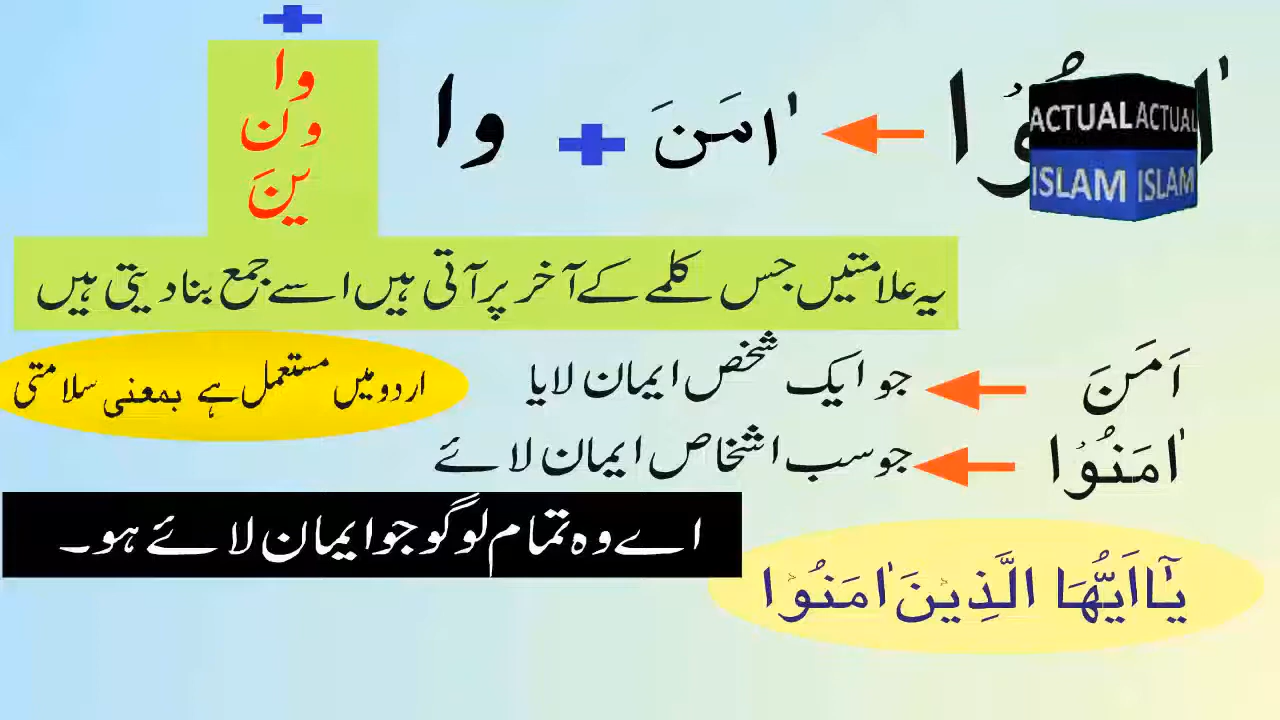 اٰمَنَ + وا
وا
ون
ینَ
ACTUAL ACTUAL
ISLAM ISLAM
یہ علامتیں جس کلمے کے آخر پر آتی ہیں اسے جمع بنا دیتی ہیں
اَمَنَ جو ایک شخص ایمان لایا
اردو میں مستعمل ہے بمعنی سلامتی
اٰمَنُوْا جو سب اشخاص ایمان لائے
اے وہ تمام لوگو جو ایمان لائے ہو۔
یٰٓااَیُّهَا الَّذِیْنَ اٰمَنُوْا